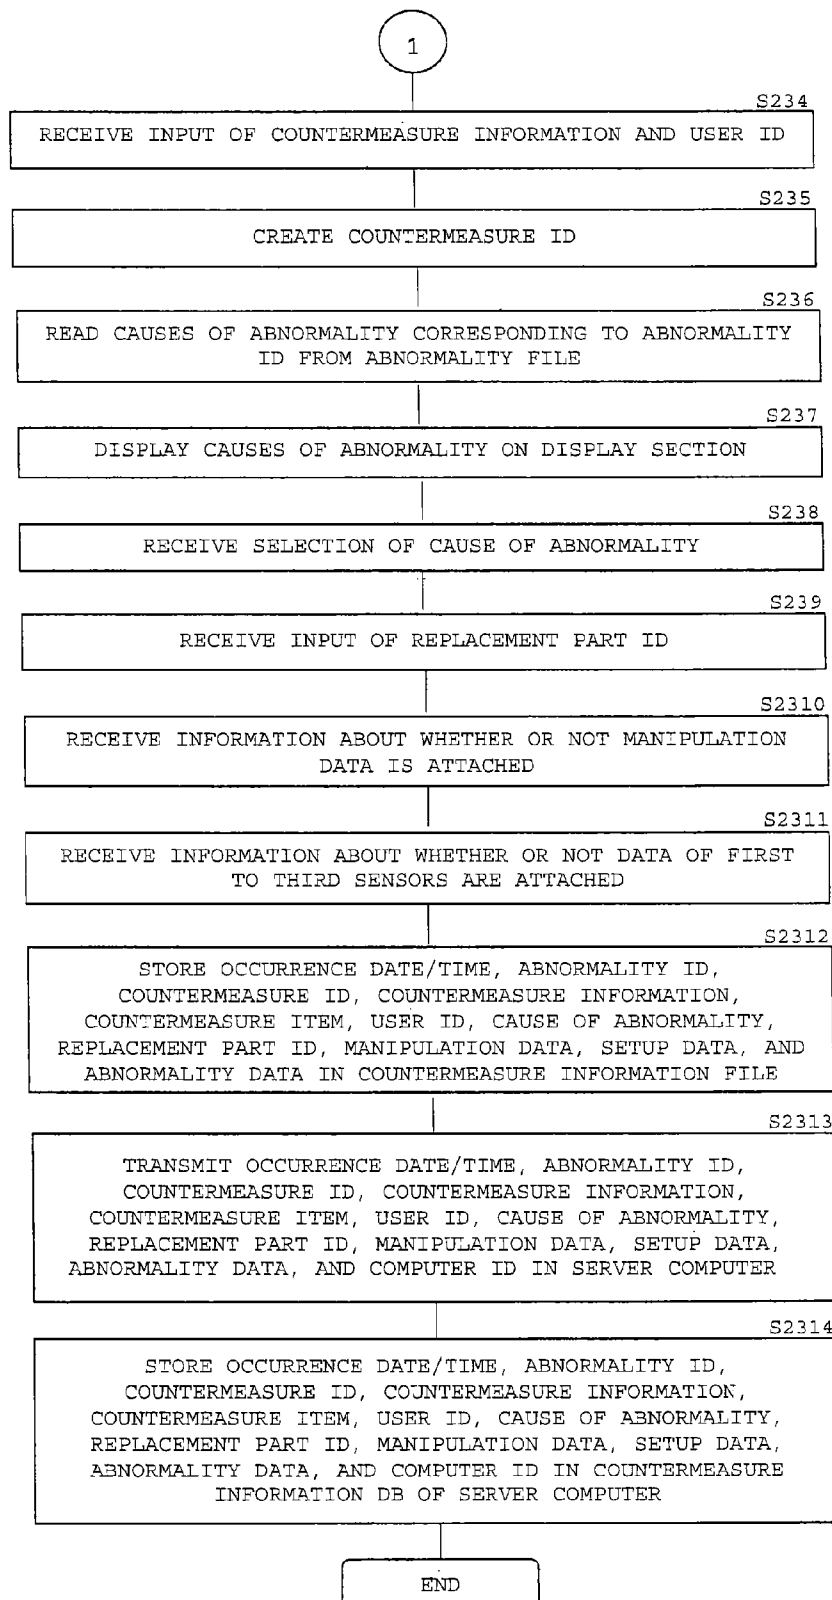 1
S234
RECEIVE INPUT OF COUNTERMEASURE INFORMATION AND USER ID
S235
CREATE COUNTERMEASURE ID
S236
READ CAUSES OF ABNORMALITY CORRESPONDING TO ABNORMALITY
ID FROM ABNORMALITY FILE
S237
DISPLAY CAUSES OF ABNORMALITY ON DISPLAY SECTION
S238
RECEIVE SELECTION OF CAUSE OF ABNORMALITY
S239
RECEIVE INPUT OF REPLACEMENT PART ID
S2310
RECEIVE INFORMATION ABOUT WHETHER OR NOT MANIPULATION
DATA IS ATTACHED
S2311
RECEIVE INFORMATION ABOUT WHETHER OR NOT DATA OF FIRST
TO THIRD SENSORS ARE ATTACHED
S2312
STORE OCCURRENCE DATE/TIME, ABNORMALITY ID,
COUNTERMEASURE ID, COUNTERMEASURE INFORMATION,
COUNTERMEASURE ITEM, USER ID, CAUSE OF ABNORMALITY,
REPLACEMENT PART ID, MANIPULATION DATA, SETUP DATA, AND
ABNORMALITY DATA IN COUNTERMEASURE INFORMATION FILE
S2313
TRANSMIT OCCURRENCE DATE/TIME, ABNORMALITY ID,
COUNTERMEASURE ID, COUNTERMEASURE INFORMATION,
COUNTERMEASURE ITEM, USER ID, CAUSE OF ABNORMALITY,
REPLACEMENT PART ID, MANIPULATION DATA, SETUP DATA,
ABNORMALITY DATA, AND COMPUTER ID IN SERVER COMPUTER
S2314
STORE OCCURRENCE DATE/TIME, ABNORMALITY ID,
COUNTERMEASURE ID, COUNTERMEASURE INFORMATION,
COUNTERMEASURE ITEM, USER ID, CAUSE OF ABNORMALITY,
REPLACEMENT PART ID, MANIPULATION DATA, SETUP DATA,
ABNORMALITY DATA, AND COMPUTER ID IN COUNTERMEASURE
INFORMATION DB OF SERVER COMPUTER
END